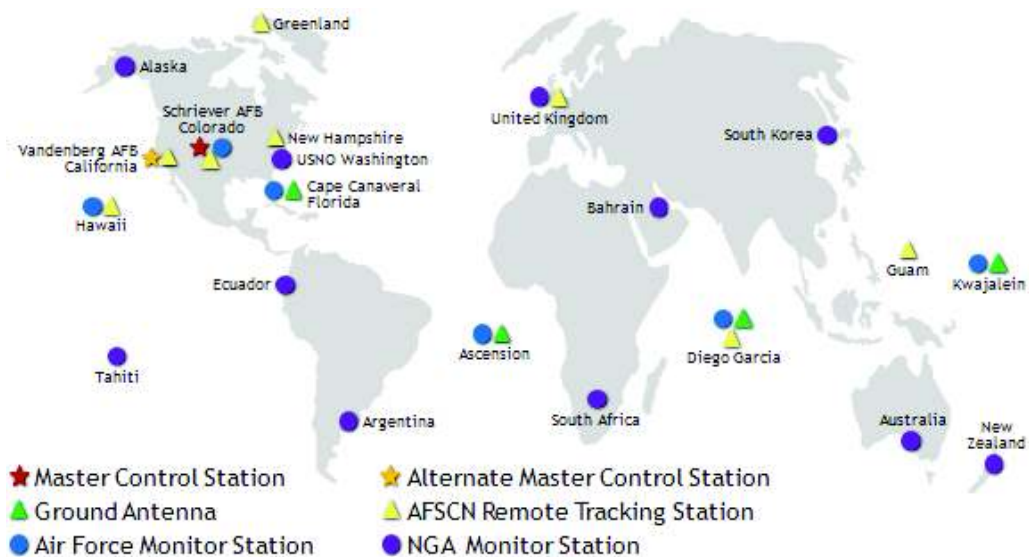 Greenland
Alaska
Schriever AFB
Colorado
New Hampshire
Vandenberg AFB
California
USNO Washington
Cape Canaveral
Florida
Hawaii
United Kingdom
South Korea
Bahrain
Guam
Kwajalein
Ecuador
Ascension
Diego Garcia
Tahiti
Argentina
South Africa
Australia
New
Zealand
Master Control Station
Alternate Master Control Station
Ground Antenna
AFSCN Remote Tracking Station
Air Force Monitor Station
NGA Monitor Station